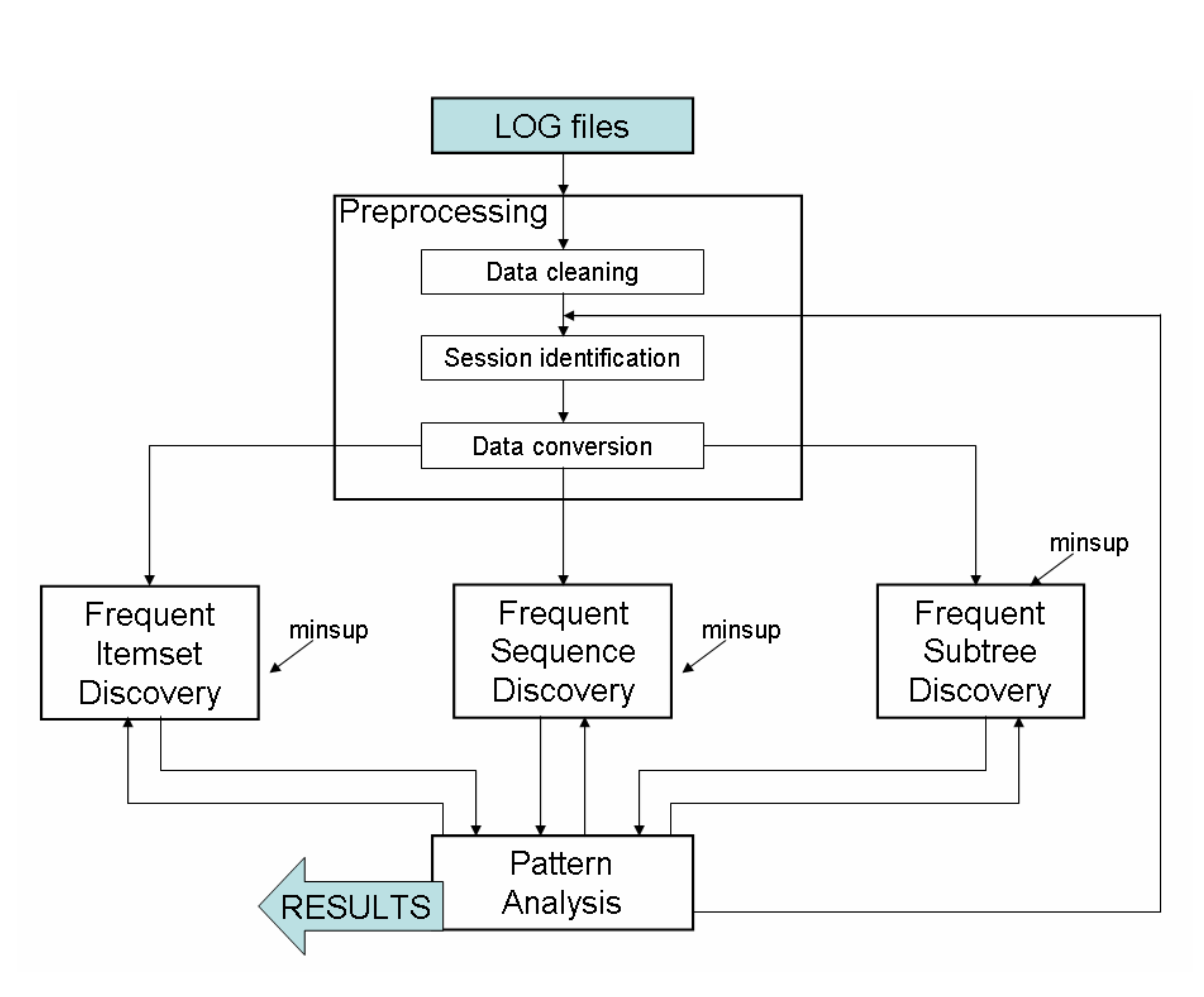 LOG files
Preprocessing
Data cleaning
Session identification
Data conversion
minsup
Frequent
Itemset
Discovery
minsup
Frequent
Sequence
Discovery
minsup
Frequent
Subtree
Discovery
Pattern
Analysis
RESULTS